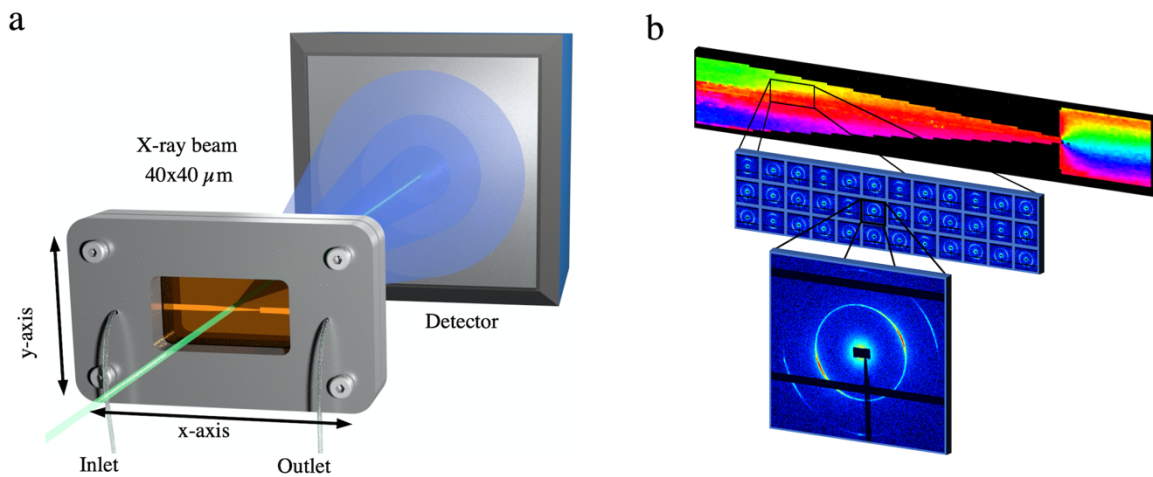 a
b
X-ray beam
40x40 μm
Detector
y-axis
x-axis
Inlet
Outlet